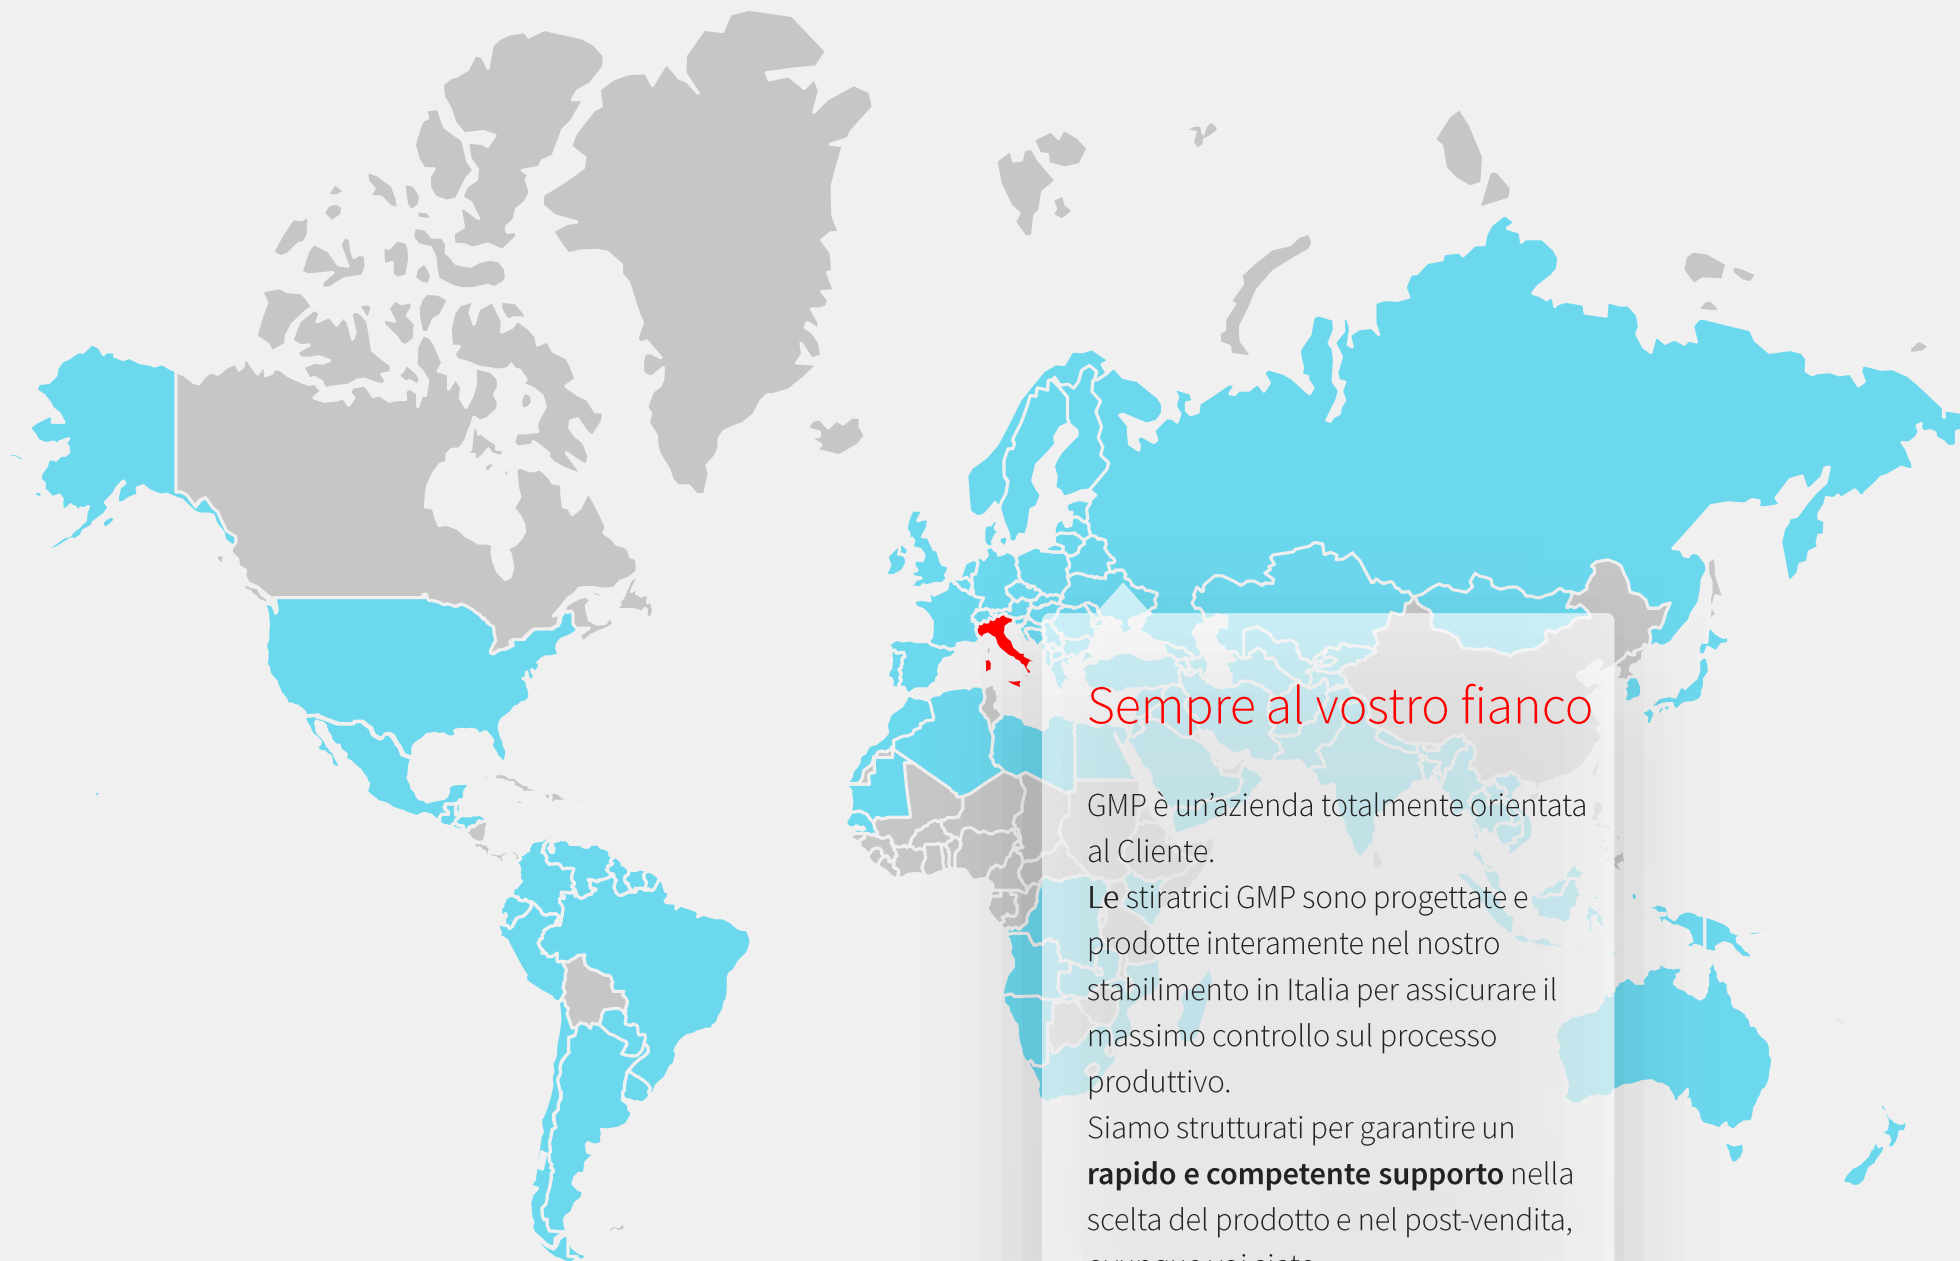 Sempre al vostro fianco
GMP è un’azienda totalmente orientata
al Cliente.
Le stiratrici GMP sono progettate e
prodotte interamente nel nostro
stabilimento in Italia per assicurare il
massimo controllo sul processo
produttivo.
Siamo strutturati per garantire un
rapido e competente supporto nella
scelta del prodotto e nel post-vendita,